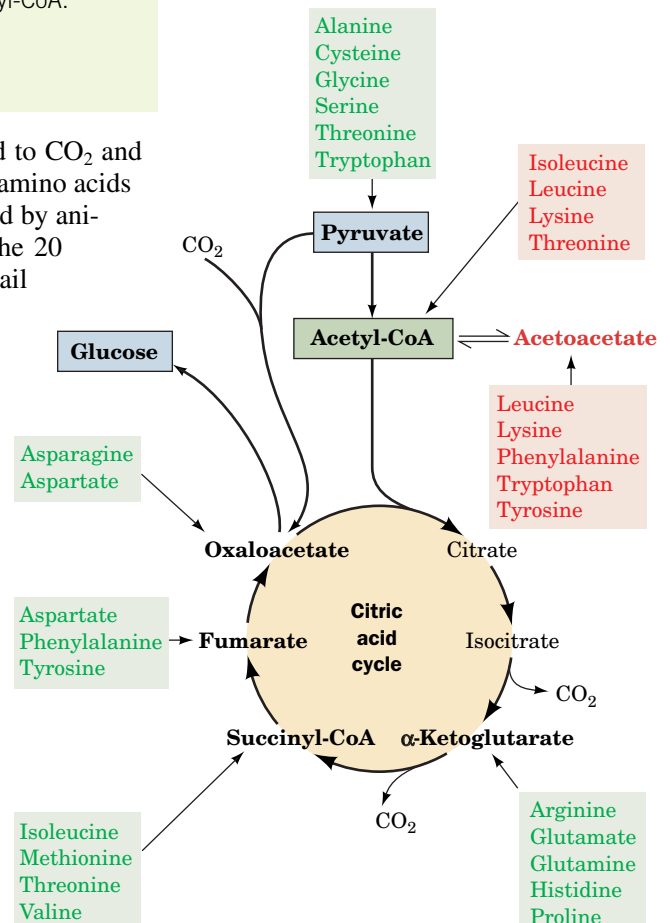 yl-CoA.
d to CO₂ and
amino acids
d by ani-
he 20
ail
Alanine
Cysteine
Glycine
Serine
Threonine
Tryptophan
Isoleucine
Leucine
Lysine
Threonine
Pyruvate
CO₂
Glucose
Acetyl-CoA
Acetoacetate
Leucine
Lysine
Phenylalanine
Tryptophan
Tyrosine
Asparagine
Aspartate
Oxaloacetate
Citrate
Aspartate
Phenylalanine
Tyrosine
Fumarate
Citric
acid
cycle
Isocitrate
CO₂
Succinyl-CoA
α-Ketoglutarate
CO₂
Isoleucine
Methionine
Threonine
Valine
Arginine
Glutamate
Glutamine
Histidine
Proline